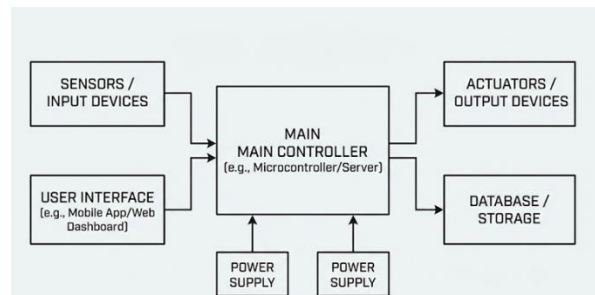 SENSORS /
INPUT DEVICES
USER INTERFACE
(e.g., Mobile App/Web
Dashboard)
MAIN
MAIN CONTROLLER
(e.g., Microcontroller/Server)
ACTUATORS /
OUTPUT DEVICES
DATABASE /
STORAGE
POWER
SUPPLY
POWER
SUPPLY